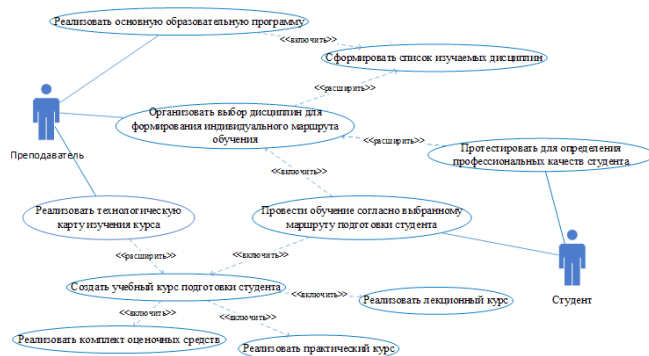 Реализовать основную образовательную программу
<<включить>>
Сформировать список изучаемых дисциплин
<<расширить>>
Организовать выбор дисциплин для
формирования индивидуального маршрута
обучения
<<расширить>>
Протестировать для определения
профессиональных качеств студента
Преподаватель
<<включить>>
Реализовать технологическую
карту изучения курса
Провести обучение согласно выбранному
маршруту подготовки студента
<<расширить>>
<<включить>>
Создать учебный курс подготовки студента
<<включить>>
Реализовать лекционный курс
Студент
<<включить>>
<<включить>>
Реализовать комплект оценочных средств
Реализовать практический курс